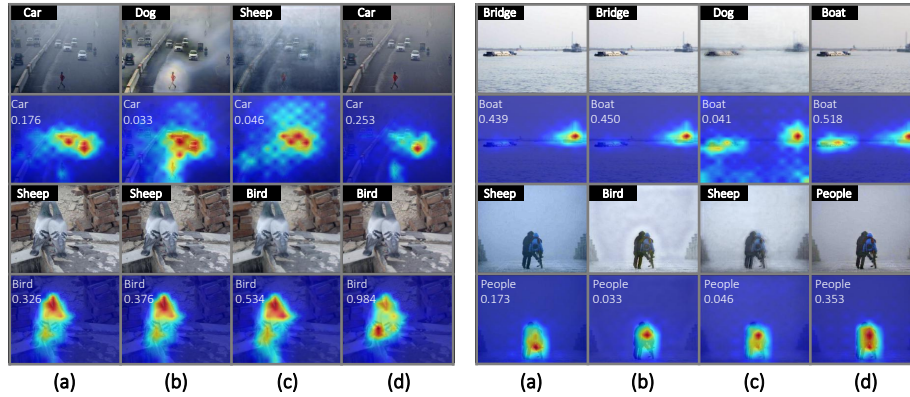 Car Dog Sheep Car
Car Car Car Car
0.176 0.033 0.046 0.253
Sheep Sheep Bird Bird
Bird Bird Bird Bird
0.326 0.376 0.534 0.984
(a) (b) (c) (d)
Bridge Bridge Dog Boat
Boat Boat Dog Boat
0.439 0.450 0.041 0.518
Sheep Bird Sheep People
People People People People
0.173 0.033 0.046 0.353
(a) (b) (c) (d)